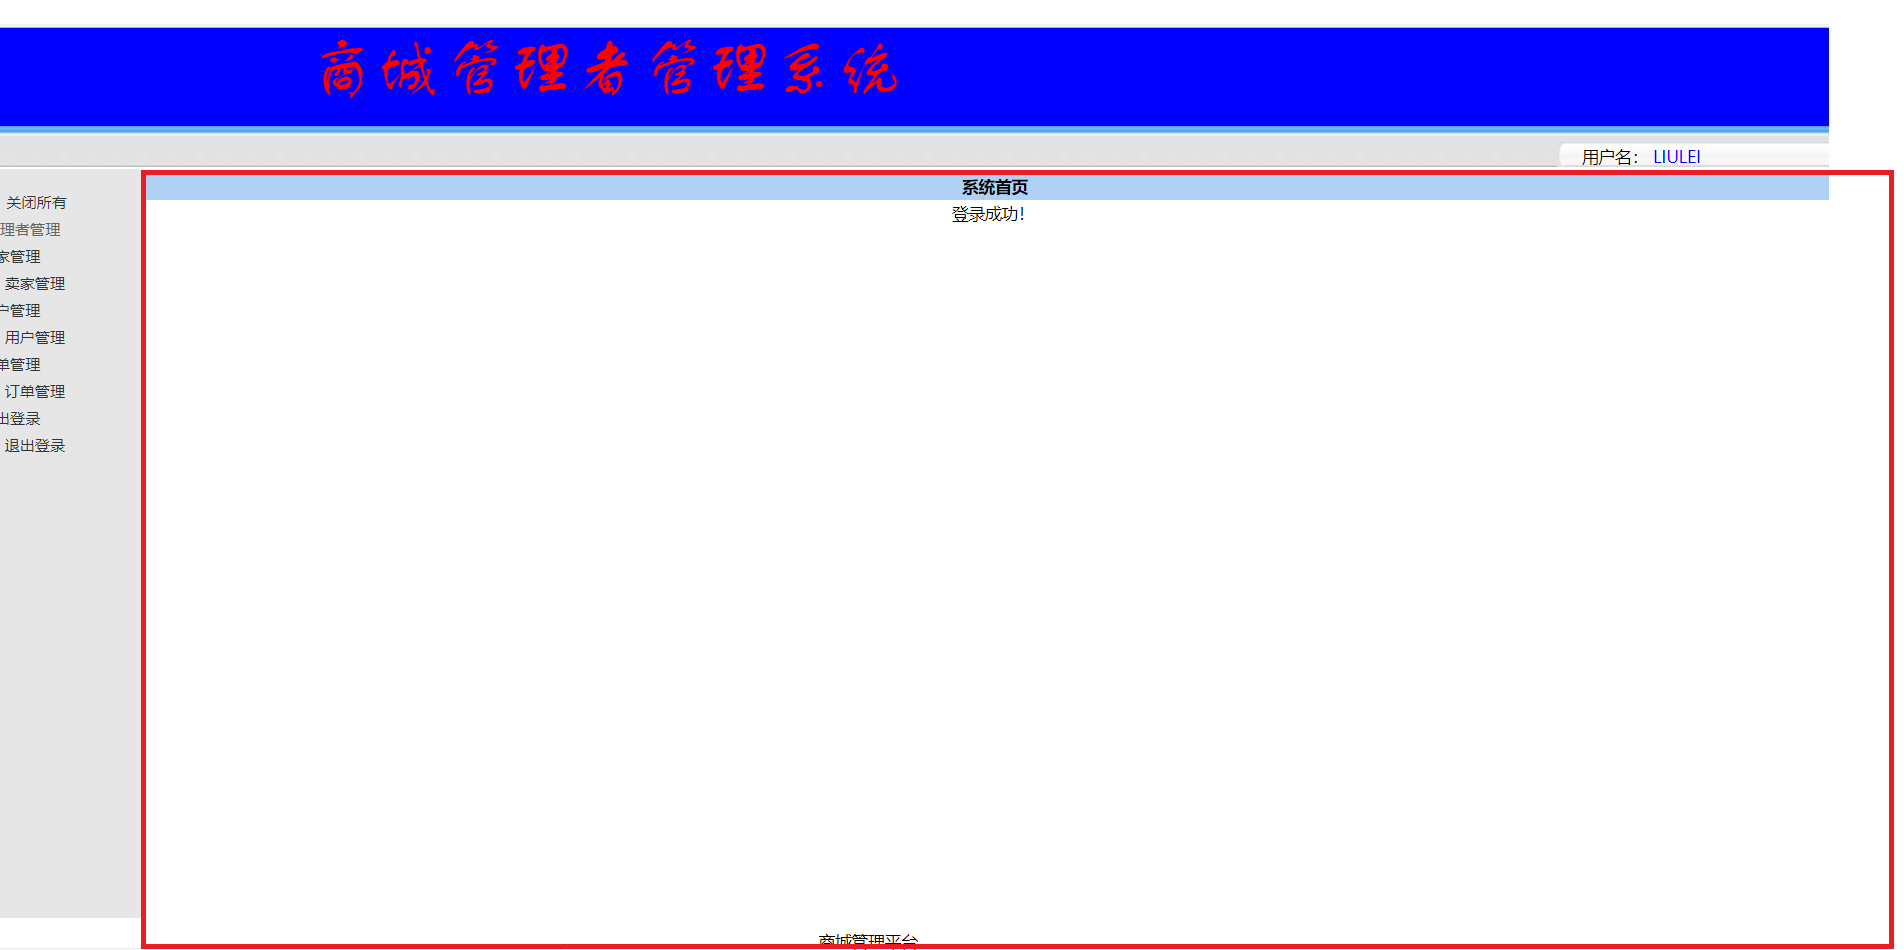 商城管理者管理系统
用户名： LIULEI
关闭所有
理者管理
家管理
卖家管理
户管理
用户管理
单管理
订单管理
出登录
退出登录
系统首页
登录成功！
商城管理平台